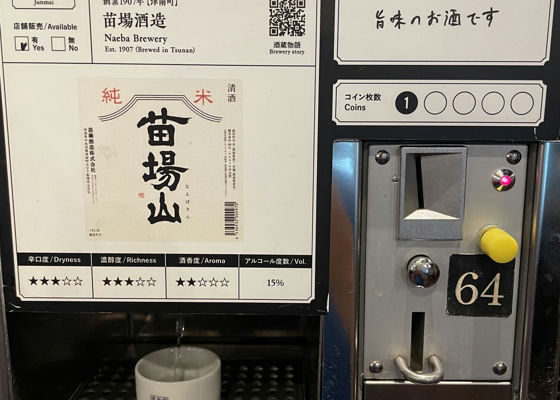 Junmai
創業1907年【津南町】
苗場酒造
Naeba Brewery
Est. 1907 (Brewed in Tsunan)
店舗販売/Available
有
Yes
無
No
酒蔵物語
Brewery story
旨味のお酒です
コイン枚数
Coins
1
純米
清酒
苗場山
なえばさん
苗場酒造株式会社
辛口度/Dryness
濃醇度/Richness
酒香度/Aroma
アルコール度数/Vol.
★★★☆☆
★★★☆☆
★★☆☆☆
15%
64